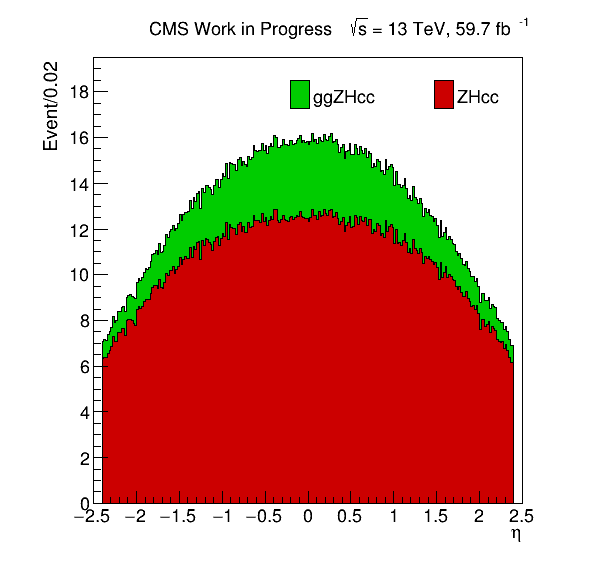 CMS Work in Progress √s = 13 TeV, 59.7 fb⁻¹
Event/0.02
ggZHcc ZHcc
18
16
14
12
10
8
6
4
2
0
−2.5 −2 −1.5 −1 −0.5 0 0.5 1 1.5 2 2.5
η